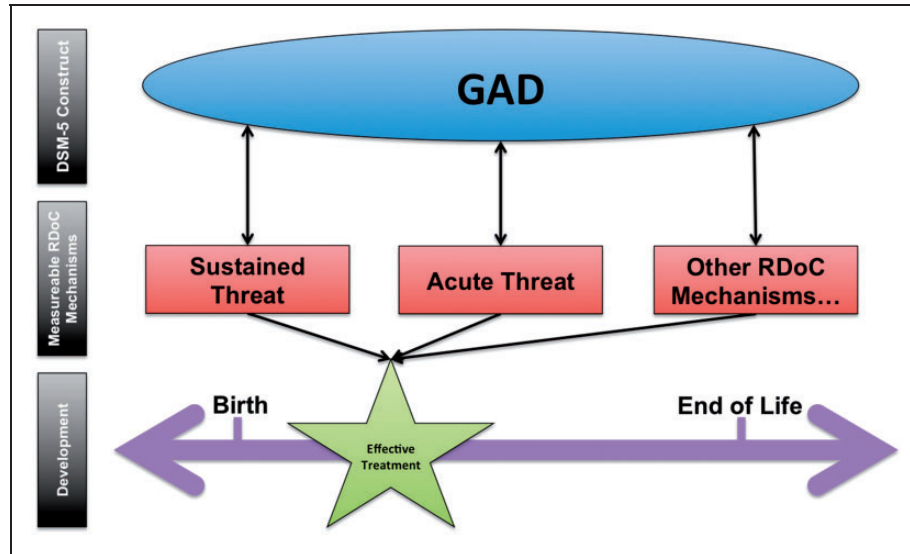 DSM-5 Construct
GAD
Measureable RDoC
Mechanisms
Sustained
Threat
Acute Threat
Other RDoC
Mechanisms...
Development
Birth
End of Life
Effective
Treatment